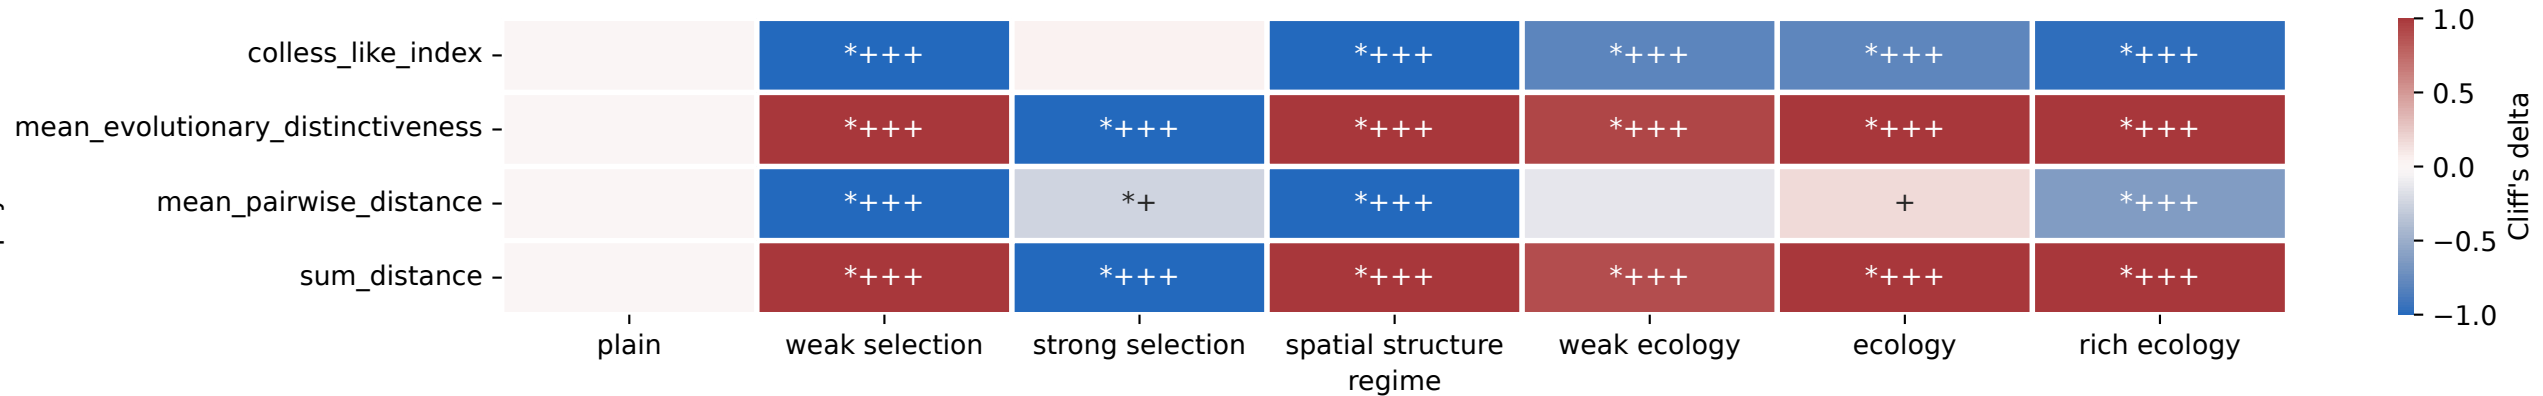 colless_like_index *+++ *+++ *+++ *+++ *+++
mean_evolutionary_distinctiveness *+++ *+++ *+++ *+++ *+++ *+++
mean_pairwise_distance *+++ *+ *+++ + *+++
sum_distance *+++ *+++ *+++ *+++ *+++ *+++
plain weak selection strong selection spatial structure weak ecology ecology rich ecology
regime
1.0
0.5
0.0
−0.5
−1.0
Cliff's delta